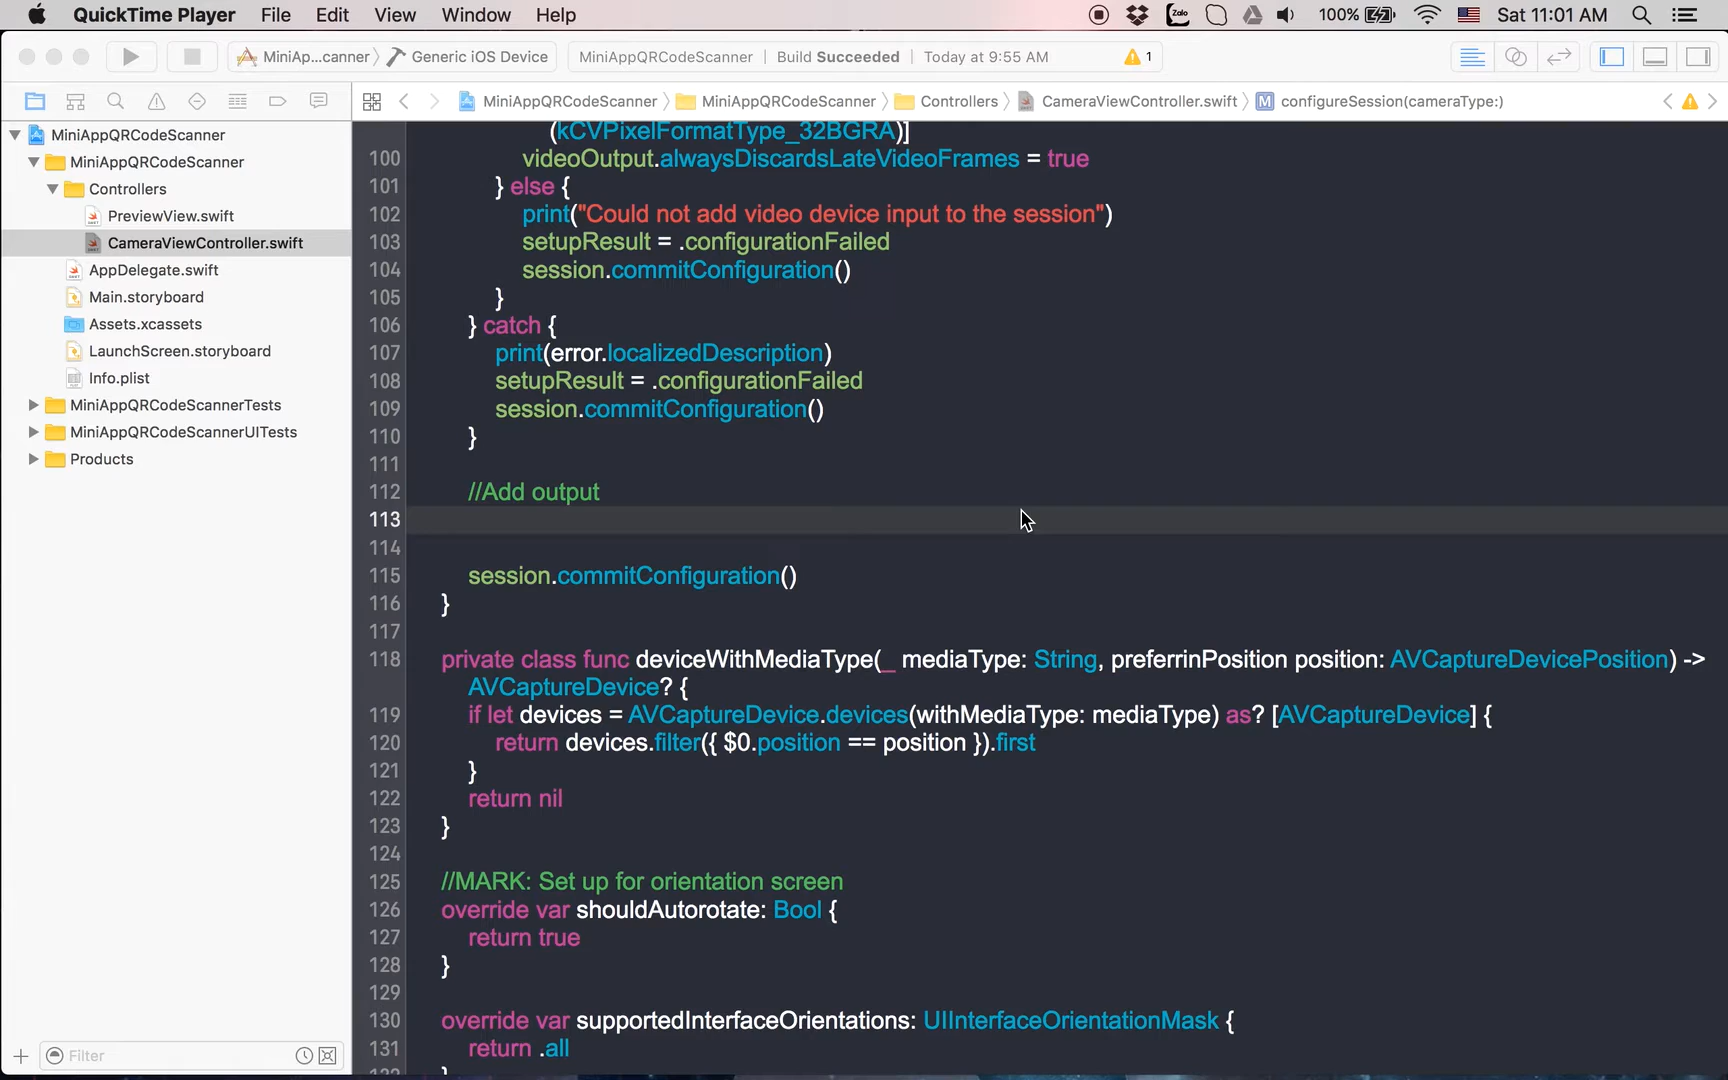 QuickTime Player File Edit View Window Help Zalo 100% Sat 11:01 AM
MiniAp...canner Generic iOS Device MiniAppQRCodeScanner | Build Succeeded | Today at 9:55 AM 1
MiniAppQRCodeScanner MiniAppQRCodeScanner Controllers CameraViewController.swift M configureSession(cameraType:)
MiniAppQRCodeScanner
MiniAppQRCodeScanner
Controllers
PreviewView.swift
CameraViewController.swift
AppDelegate.swift
Main.storyboard
Assets.xcassets
LaunchScreen.storyboard
Info.plist
MiniAppQRCodeScannerTests
MiniAppQRCodeScannerUITests
Products
Filter
(kCVPixelFormatType_32BGRA)]
100 videoOutput.alwaysDiscardsLateVideoFrames = true
101 } else {
102 print("Could not add video device input to the session")
103 setupResult = .configurationFailed
104 session.commitConfiguration()
105 }
106 } catch {
107 print(error.localizedDescription)
108 setupResult = .configurationFailed
109 session.commitConfiguration()
110 }
111
112 //Add output
113
114
115 session.commitConfiguration()
116 }
117
118 private class func deviceWithMediaType(_ mediaType: String, preferrinPosition position: AVCaptureDevicePosition) ->
AVCaptureDevice? {
119 if let devices = AVCaptureDevice.devices(withMediaType: mediaType) as? [AVCaptureDevice] {
120 return devices.filter({ $0.position == position }).first
121 }
122 return nil
123 }
124
125 //MARK: Set up for orientation screen
126 override var shouldAutorotate: Bool {
127 return true
128 }
129
130 override var supportedInterfaceOrientations: UIInterfaceOrientationMask {
131 return .all